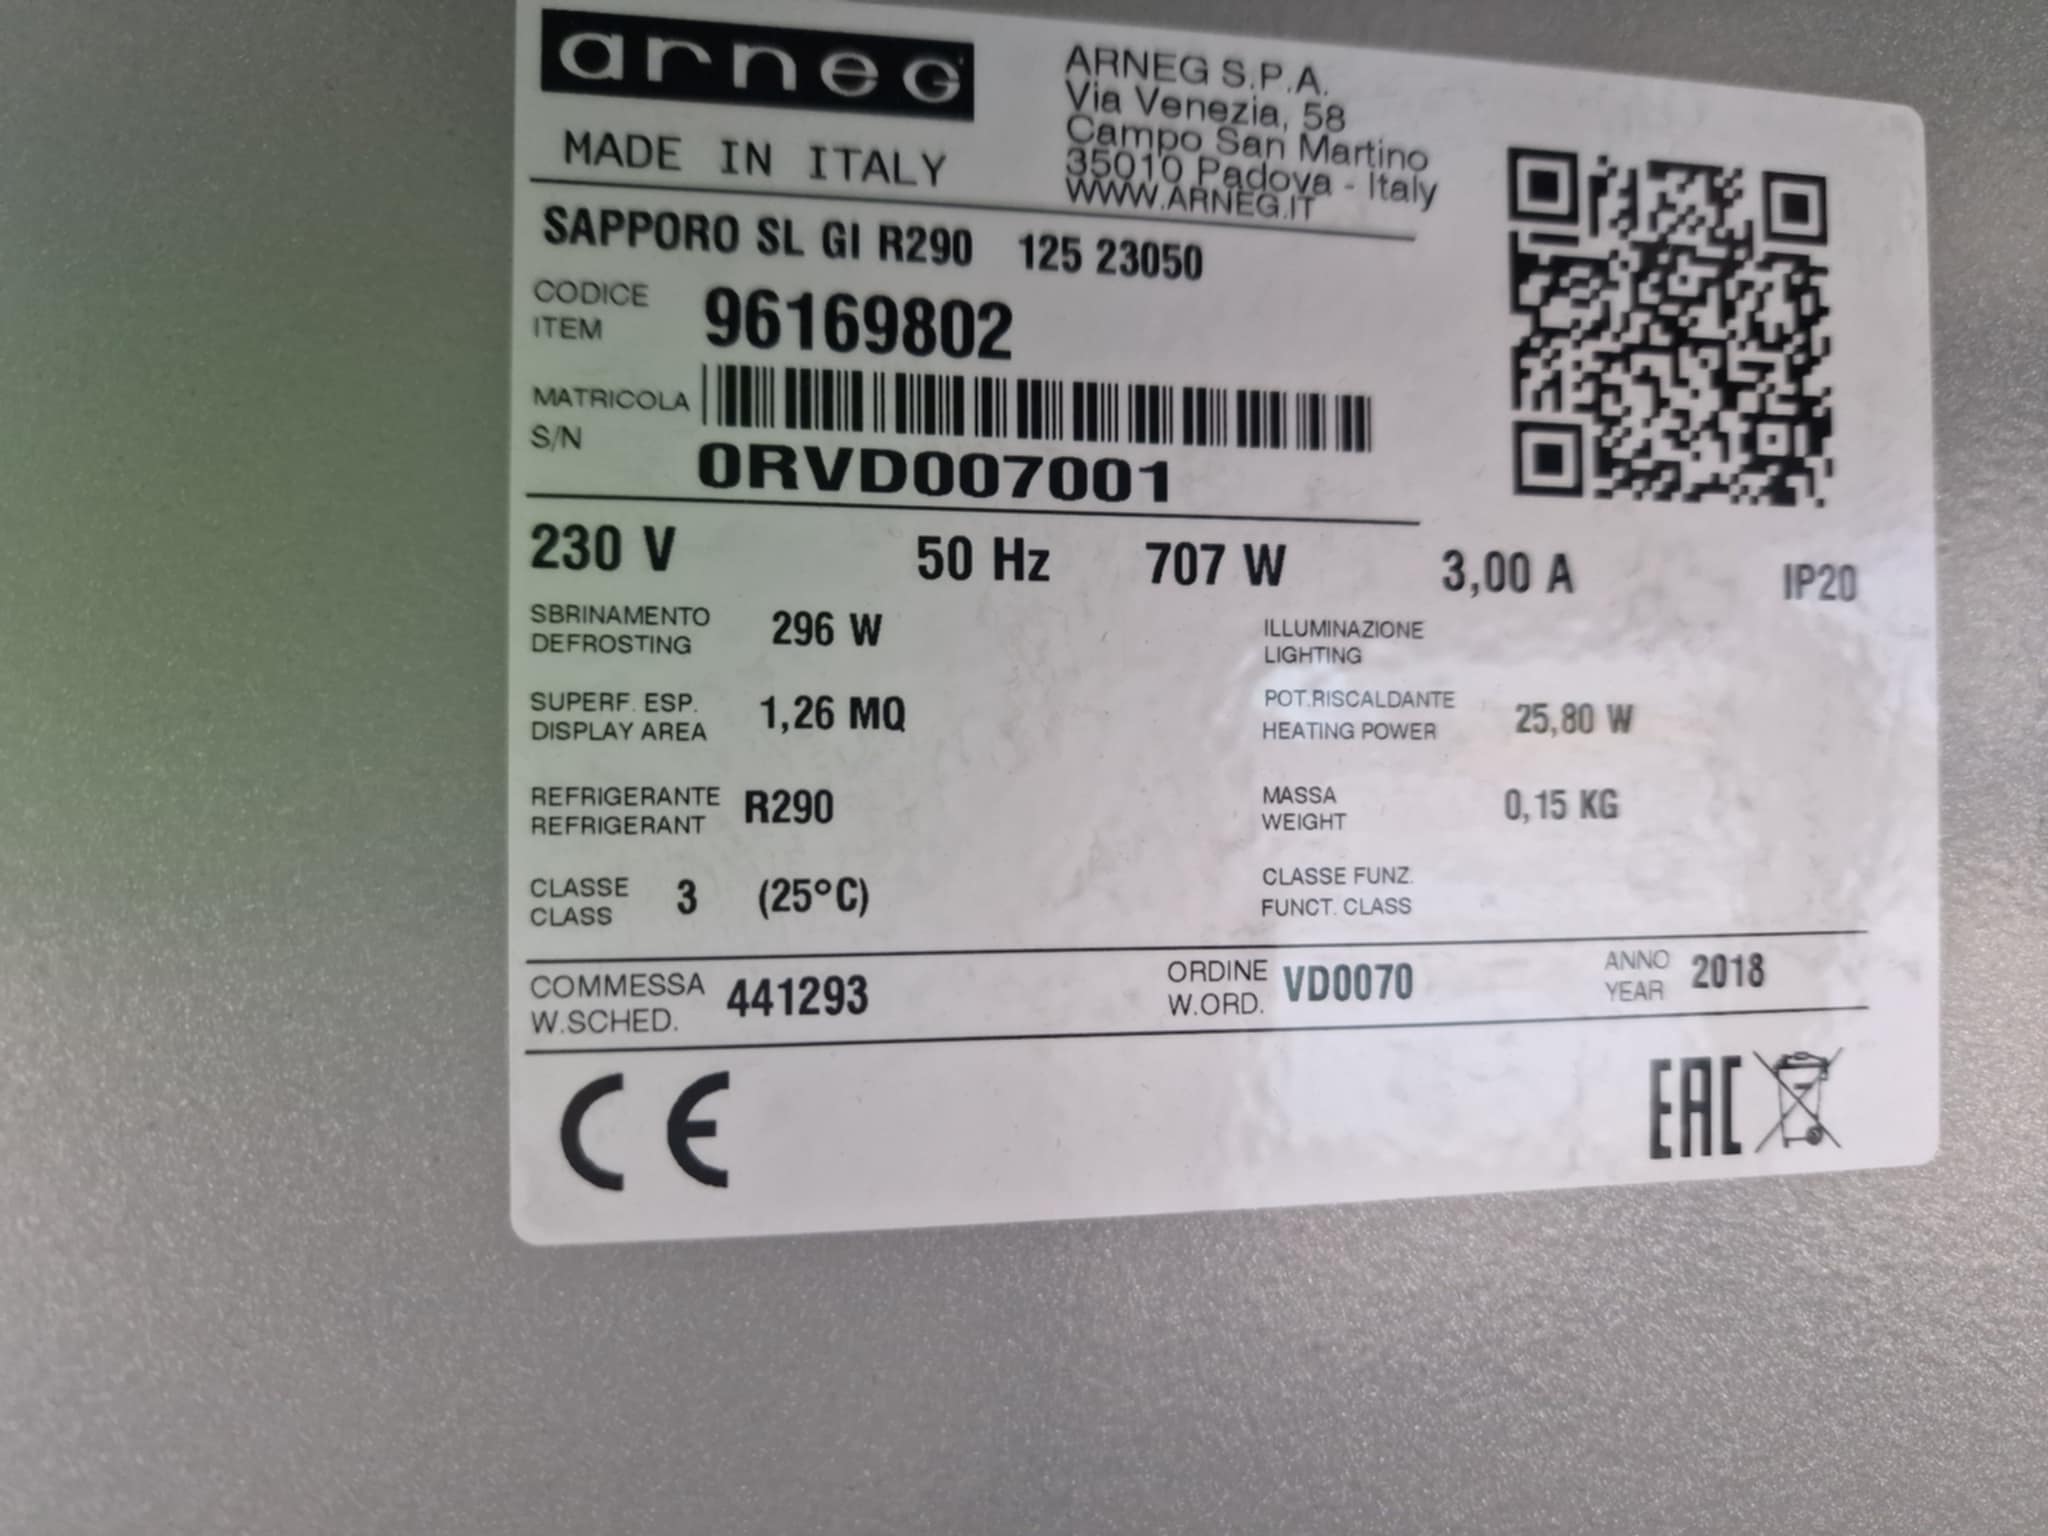 arneg
MADE IN ITALY
ARNEG S.P.A.
Via Venezia, 58
Campo San Martino
35010 Padova - Italy
WWW.ARNEG.IT
SAPPORO SL GI R290 125 23050
CODICE
ITEM
96169802
MATRICOLA
S/N
0RVD007001
230 V 50 Hz 707 W 3,00 A IP20
SBRINAMENTO
DEFROSTING
296 W
ILLUMINAZIONE
LIGHTING
SUPERF. ESP.
DISPLAY AREA
1,26 MQ
POT.RISCALDANTE
HEATING POWER
25,80 W
REFRIGERANTE
REFRIGERANT
R290
MASSA
WEIGHT
0,15 KG
CLASSE
CLASS
3 (25°C)
CLASSE FUNZ.
FUNCT. CLASS
COMMESSA
W.SCHED.
441293
ORDINE
W.ORD.
VD0070
ANNO
YEAR
2018
CE
EAC